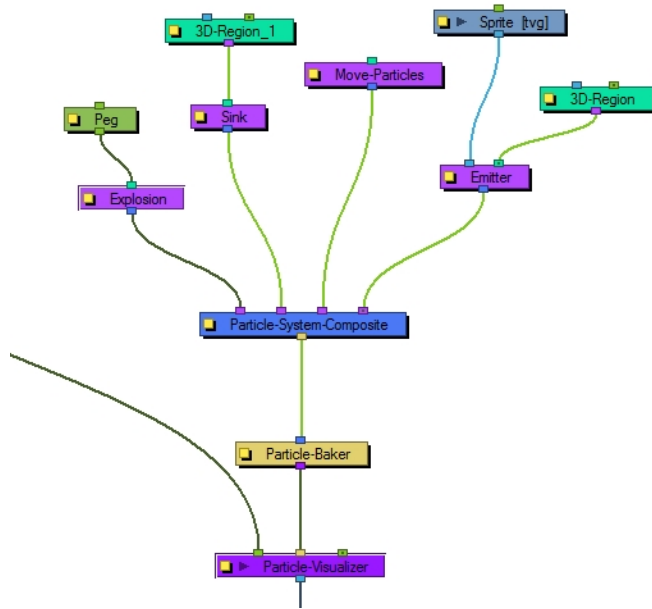 3D-Region_1
Sprite [tvg]
Move-Particles
3D-Region
Peg
Sink
Emitter
Explosion
Particle-System-Composite
Particle-Baker
Particle-Visualizer